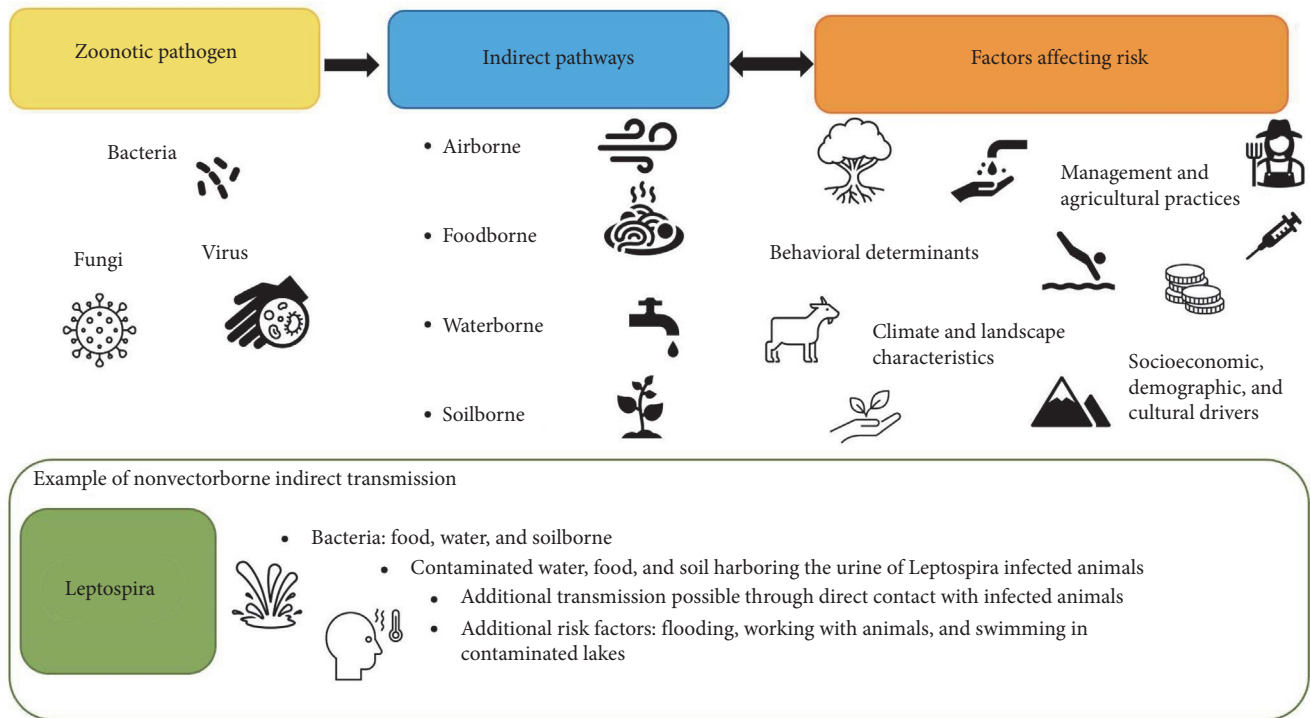 Zoonotic pathogen
Indirect pathways
Factors affecting risk
Bacteria
Fungi
Virus
• Airborne
• Foodborne
• Waterborne
• Soilborne
Management and
agricultural practices
Behavioral determinants
Climate and landscape
characteristics
Socioeconomic,
demographic, and
cultural drivers
Example of nonvectorborne indirect transmission
Leptospira
• Bacteria: food, water, and soilborne
• Contaminated water, food, and soil harboring the urine of Leptospira infected animals
• Additional transmission possible through direct contact with infected animals
• Additional risk factors: flooding, working with animals, and swimming in
contaminated lakes